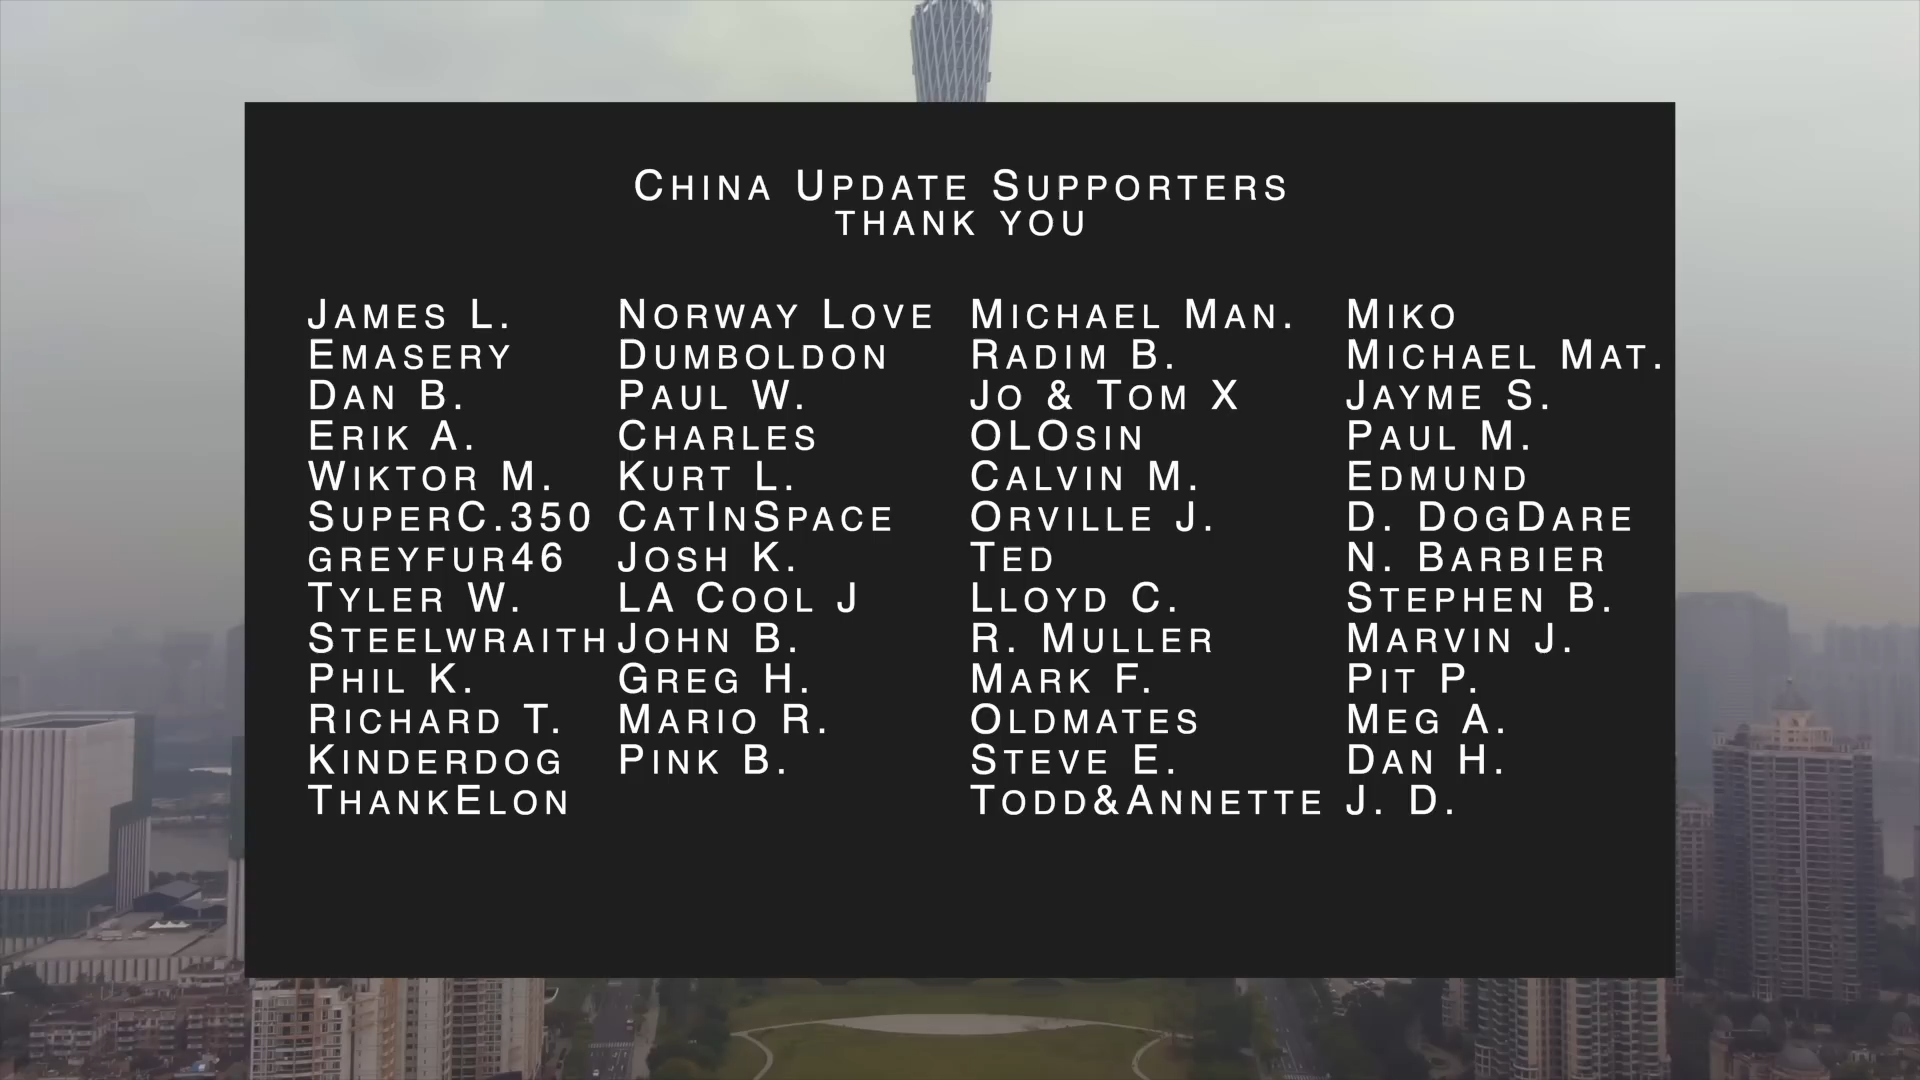 China Update Supporters
THANK YOU
James L.
Emasery
Dan B.
Erik A.
Wiktor M.
SuperC.350
greyfur46
Tyler W.
Steelwraith
Phil K.
Richard T.
Kinderdog
ThankElon
Norway Love
Dumboldon
Paul W.
Charles
Kurt L.
CatInSpace
Josh K.
LA Cool J
John B.
Greg H.
Mario R.
Pink B.
Michael Man.
Radim B.
Jo & Tom X
OLOsin
Calvin M.
Orville J.
Ted
Lloyd C.
R. Muller
Mark F.
Oldmates
Steve E.
Todd&Annette
Miko
Michael Mat.
Jayme S.
Paul M.
Edmund
D. DogDare
N. Barbier
Stephen B.
Marvin J.
Pit P.
Meg A.
Dan H.
J. D.